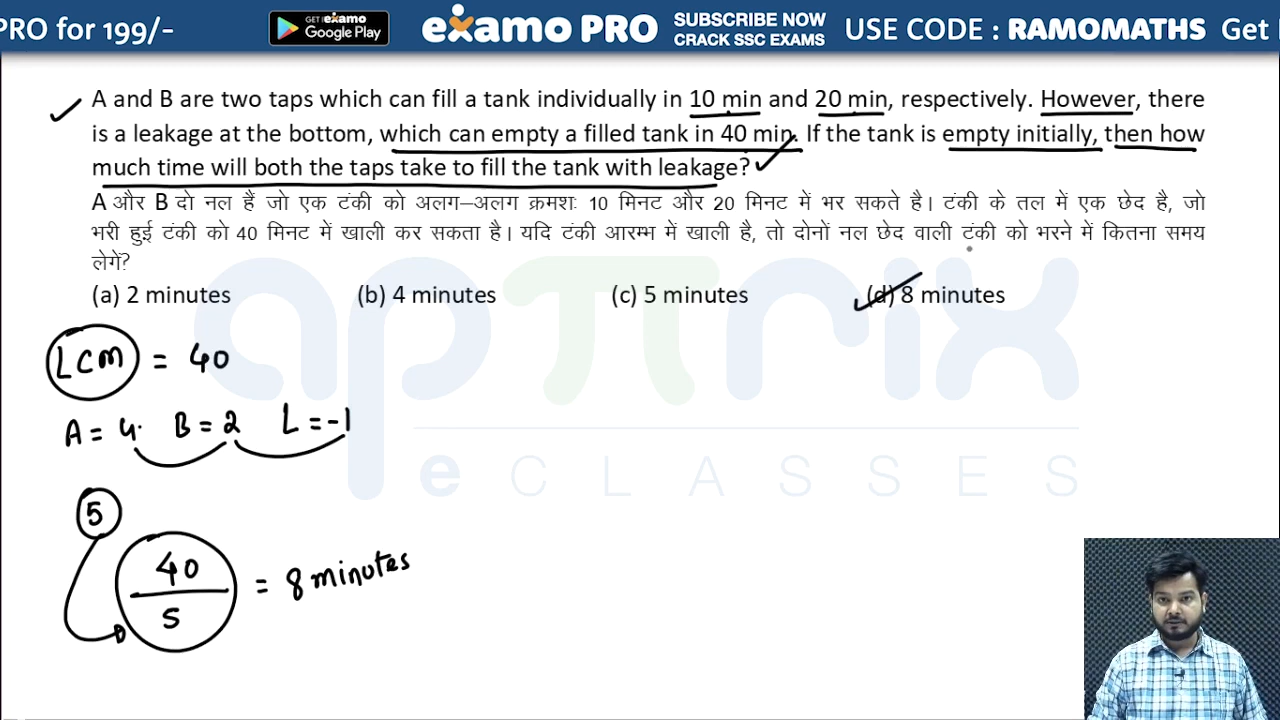 PRO for 199/-
GET IT ON examo
Google Play
examo PRO
SUBSCRIBE NOW
CRACK SSC EXAMS
USE CODE : RAMOMATHS Get
A and B are two taps which can fill a tank individually in 10 min and 20 min, respectively. However, there
is a leakage at the bottom, which can empty a filled tank in 40 min. If the tank is empty initially, then how
much time will both the taps take to fill the tank with leakage?
A और B दो नल हैं जो एक टंकी को अलग–अलग क्रमशः 10 मिनट और 20 मिनट में भर सकते है। टंकी के तल में एक छेद है, जो
भरी हुई टंकी को 40 मिनट में खाली कर सकता है। यदि टंकी आरम्भ में खाली है, तो दोनों नल छेद वाली टंकी को भरने में कितना समय
लेगें?
(a) 2 minutes (b) 4 minutes (c) 5 minutes (d) 8 minutes
LCM = 40
A = 4 B = 2 L = -1
5
40
5
= 8 minutes
apπrix
e CLASSES